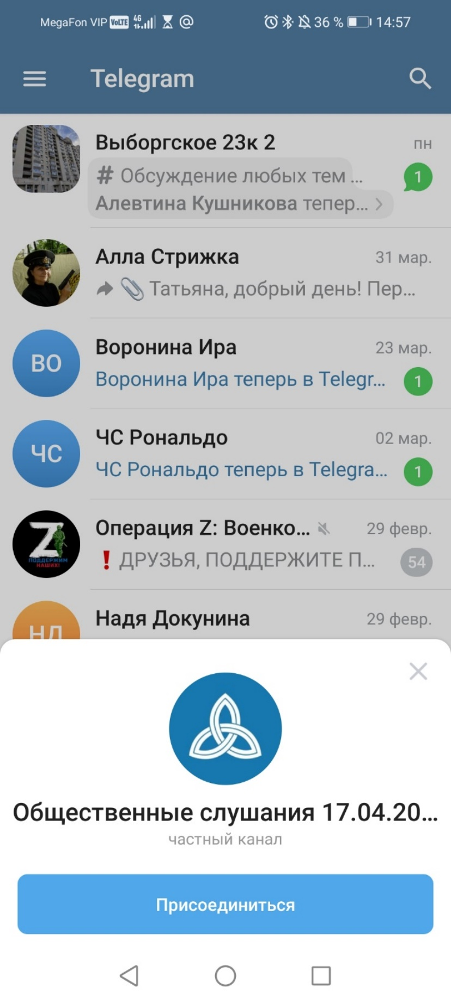 MegaFon VIP VoLTE 4G 36 % 14:57
Telegram
Выборгское 23к 2 пн
# Обсуждение любых тем ... 1
Алевтина Кушникова тепер...
Алла Стрижка 31 мар.
Татьяна, добрый день! Пер...
ВО Воронина Ира 23 мар.
Воронина Ира теперь в Telegr... 1
ЧС ЧС Рональдо 02 мар.
ЧС Рональдо теперь в Telegra... 1
Операция Z: Военко... 29 февр.
Z ПОДДЕРЖИМ НАШИХ!
❗ ДРУЗЬЯ, ПОДДЕРЖИТЕ П... 54
НД Надя Докунина 29 февр.
Общественные слушания 17.04.20...
частный канал
Присоединиться